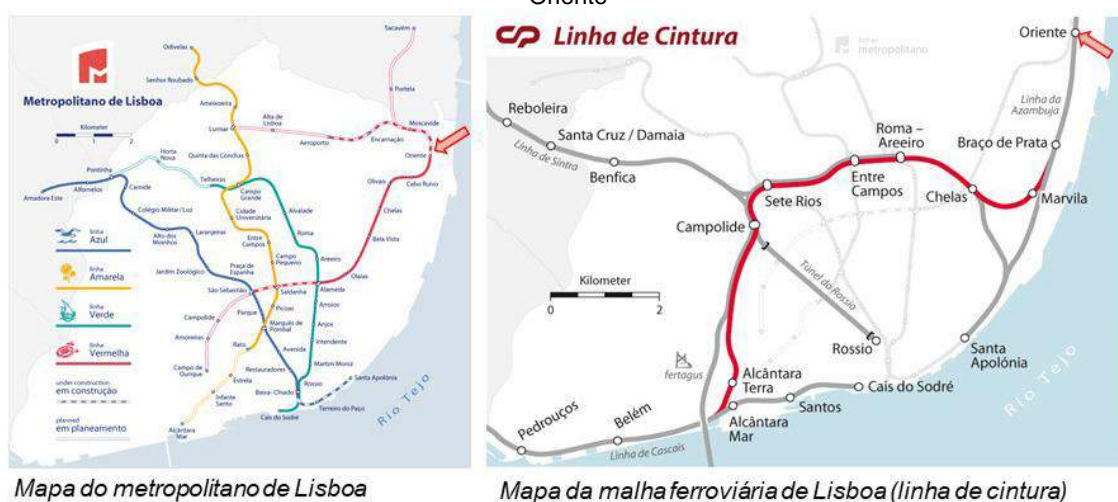 Oriente
Metropolitano de Lisboa
Kilometer
0 1 2
linha
Azul
linha
Amarela
linha
Verde
linha
Vermelha
under construction
em construção
planned
em planeamento
Odivelas
Senhor Roubado
Ameixoeira
Lumiar
Quinta das Conchas
Telheiras
Horta
Nova
Pontinha
Amadora Este
Alfornelos
Carnide
Colégio Militar/Luz
Alto dos
Moinhos
Laranjeiras
Jardim Zoológico
Praça de
Espanha
São Sebastião
Parque
Marquês de
Pombal
Avenida
Restauradores
Baixa-Chiado
Campo
Grande
Cidade
Universitária
Entre
Campos
Campo
Pequeno
Saldanha
Picoas
Rato
Estrela
Infante
Santo
Alcântara
Mar
Campolide
Amoreiras
Campo de
Ourique
Alvalade
Roma
Areeiro
Alameda
Arroios
Anjos
Intendente
Martim Moniz
Rossio
Cais do Sodré
Terreiro do Paço
Santa Apolónia
Olaias
Bela Vista
Chelas
Olivais
Cabo Ruivo
Oriente
Moscavide
Encarnação
Aeroporto
Alta de
Lisboa
Portela
Sacavém
Rio Tejo
Mapa do metropolitano de Lisboa
CP Linha de Cintura
linhas
metropolitano
Oriente
Linha da
Azambuja
Reboleira
Santa Cruz / Damaia
Linha de Sintra
Benfica
Roma –
Areeiro
Braço de Prata
Entre
Campos
Sete Rios
Chelas
Marvila
Campolide
Kilometer
0 2
Túnel do Rossio
Rossio
Santa
Apolónia
fertagus
Alcântara
Terra
Cais do Sodré
Santos
Alcântara
Mar
Belém
Pedrouços
Linha de Cascais
Rio Tejo
Mapa da malha ferroviária de Lisboa (linha de cintura)